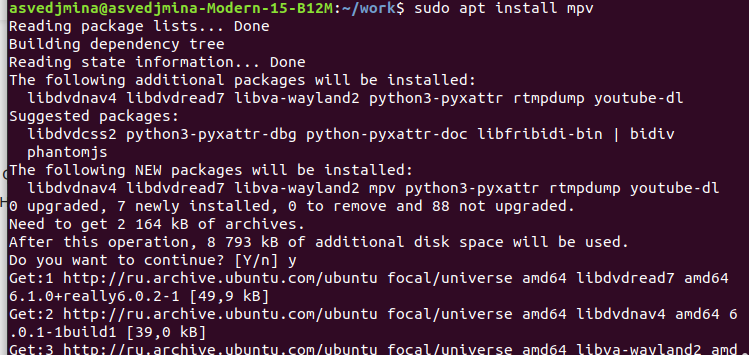 asvedjmina@asvedjmina-Modern-15-B12M:~/work$ sudo apt install mpv
Reading package lists... Done
Building dependency tree
Reading state information... Done
The following additional packages will be installed:
  libdvdnav4 libdvdread7 libva-wayland2 python3-pyxattr rtmpdump youtube-dl
Suggested packages:
  libdvdcss2 python3-pyxattr-dbg python-pyxattr-doc libfribidi-bin | bidiv
  phantomjs
The following NEW packages will be installed:
  libdvdnav4 libdvdread7 libva-wayland2 mpv python3-pyxattr rtmpdump youtube-dl
0 upgraded, 7 newly installed, 0 to remove and 88 not upgraded.
Need to get 2 164 kB of archives.
After this operation, 8 793 kB of additional disk space will be used.
Do you want to continue? [Y/n] y
Get:1 http://ru.archive.ubuntu.com/ubuntu focal/universe amd64 libdvdread7 amd64
6.1.0+really6.0.2-1 [49,9 kB]
Get:2 http://ru.archive.ubuntu.com/ubuntu focal/universe amd64 libdvdnav4 amd64 6
.0.1-1build1 [39,0 kB]
Get:3 http://ru.archive.ubuntu.com/ubuntu focal/universe amd64 libva-wayland2 amd